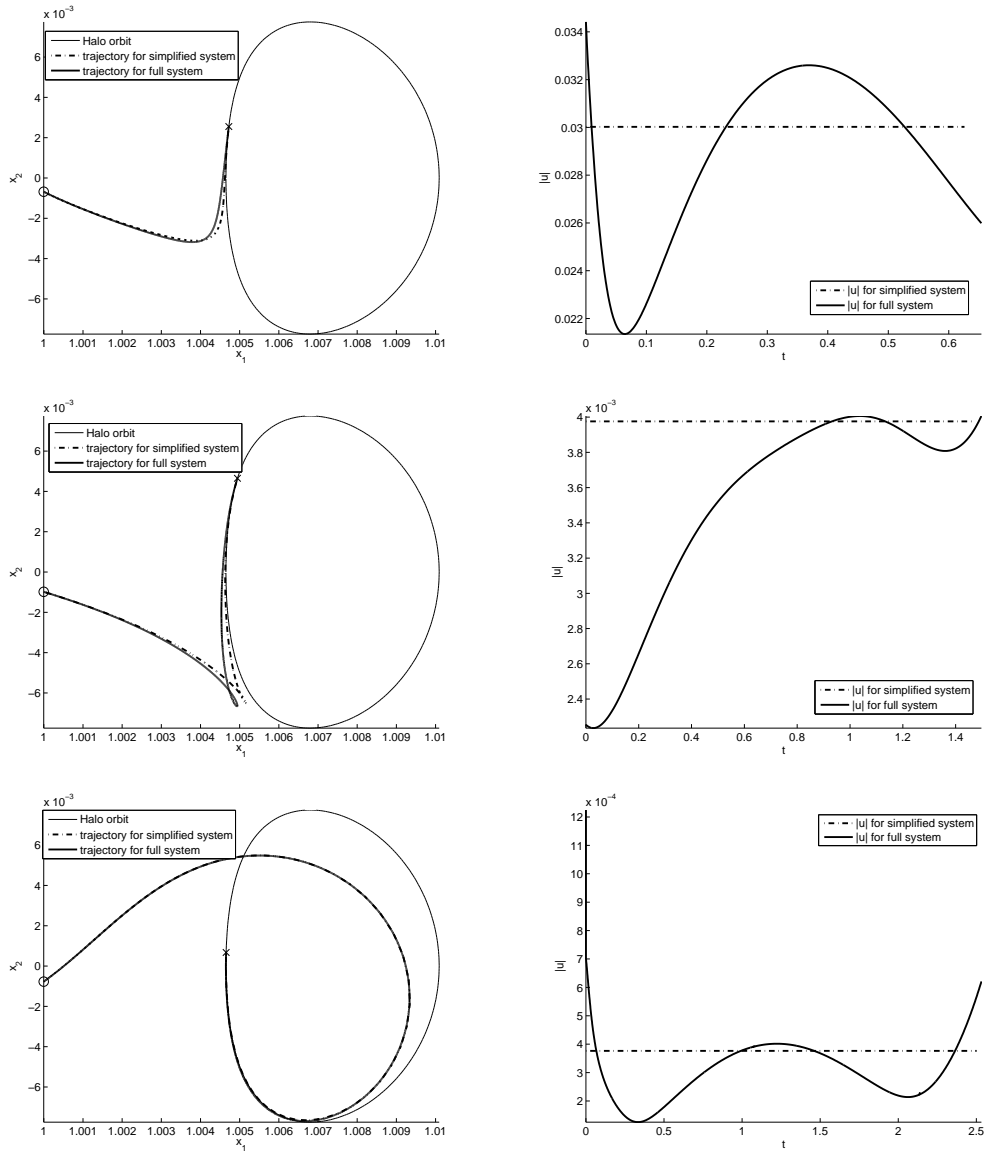 x 10⁻³
Halo orbit
trajectory for simplified system
trajectory for full system
6
4
2
0
−2
−4
−6
x₂
1 1.001 1.002 1.003 1.004 1.005 1.006 1.007 1.008 1.009 1.01
x₁
0.034
0.032
0.03
0.028
0.026
0.024
0.022
|u|
|u| for simplified system
|u| for full system
0 0.1 0.2 0.3 0.4 0.5 0.6
t
x 10⁻³
Halo orbit
trajectory for simplified system
trajectory for full system
6
4
2
0
−2
−4
−6
x₂
1 1.001 1.002 1.003 1.004 1.005 1.006 1.007 1.008 1.009 1.01
x₁
x 10⁻³
4
3.8
3.6
3.4
3.2
3
2.8
2.6
2.4
|u|
|u| for simplified system
|u| for full system
0 0.2 0.4 0.6 0.8 1 1.2 1.4
t
x 10⁻³
Halo orbit
trajectory for simplified system
trajectory for full system
6
4
2
0
−2
−4
−6
x₂
1 1.001 1.002 1.003 1.004 1.005 1.006 1.007 1.008 1.009 1.01
x₁
x 10⁻⁴
|u| for simplified system
|u| for full system
12
11
10
9
8
7
6
5
4
3
2
|u|
0 0.5 1 1.5 2 2.5
t